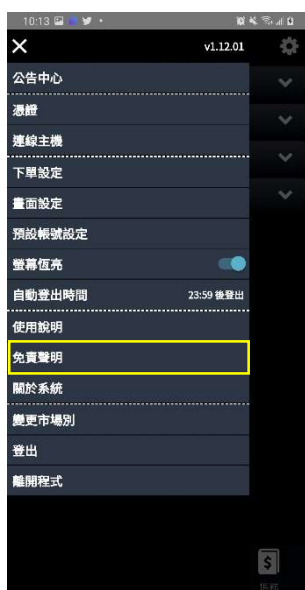 10:13
v1.12.01
公告中心
憑證
連線主機
下單設定
畫面設定
預設帳號設定
螢幕恆亮
自動登出時間 23:59 後登出
使用說明
免責聲明
關於系統
變更市場別
登出
離開程式